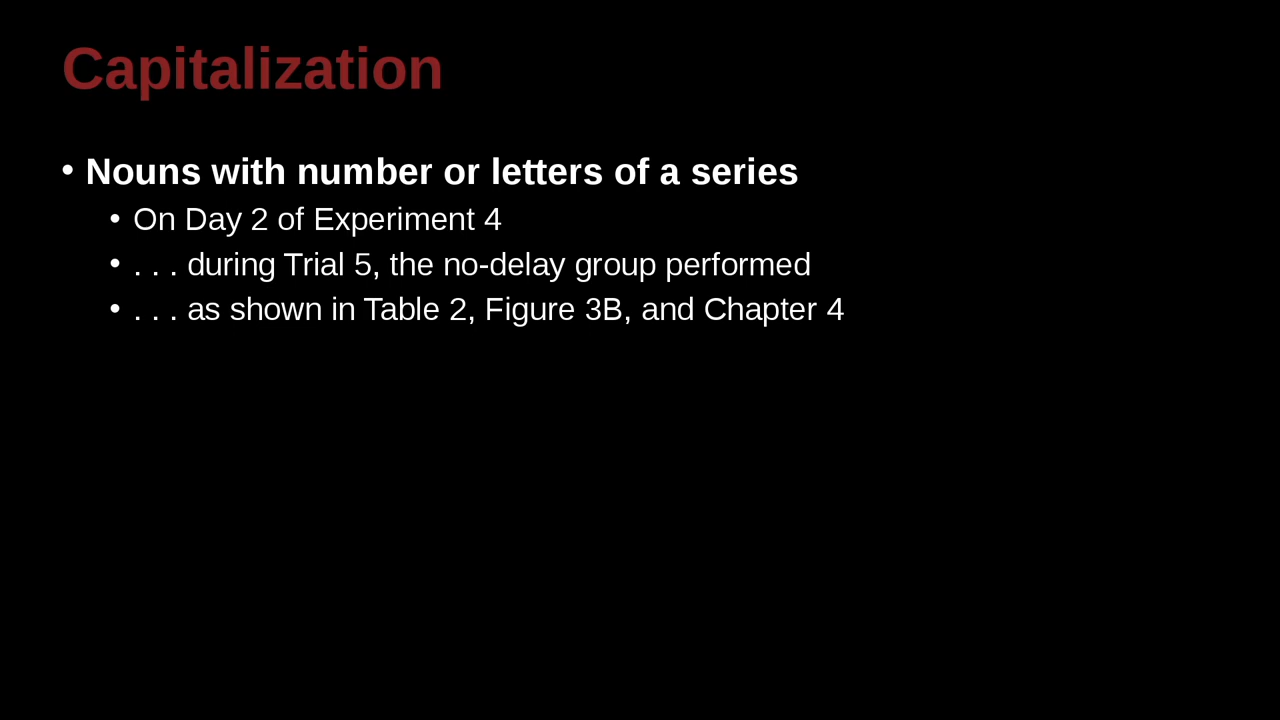 Capitalization
• Nouns with number or letters of a series
• On Day 2 of Experiment 4
• . . . during Trial 5, the no-delay group performed
• . . . as shown in Table 2, Figure 3B, and Chapter 4